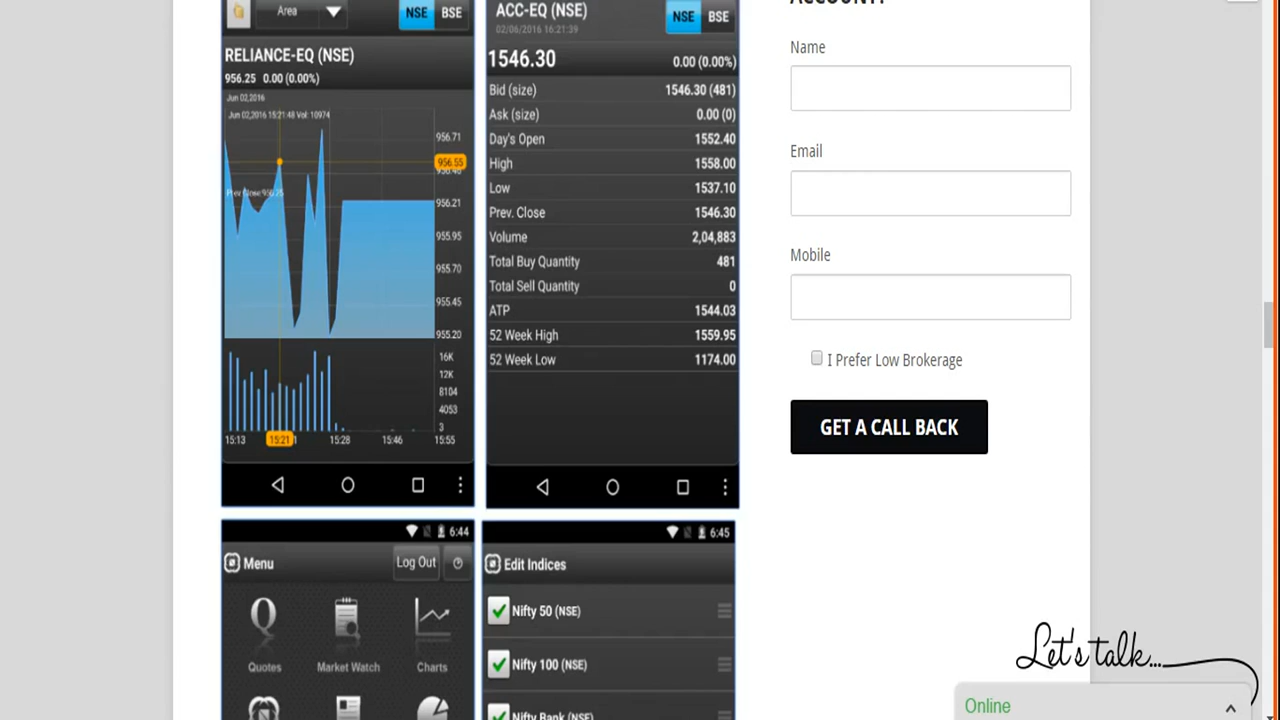 Area
NSE BSE
RELIANCE-EQ (NSE)
956.25 0.00 (0.00%)
Jun 02,2016
Jun 02,2016 15:21:48 Vol: 10974
956.71
956.55
956.46
Prev Close:956.25
956.21
955.95
955.70
955.45
955.20
16K
12K
8104
4053
3
15:13 15:21 15:28 15:46 15:55
ACC-EQ (NSE)
02/06/2016 16:21:39
NSE BSE
1546.30 0.00 (0.00%)
Bid (size) 1546.30 (481)
Ask (size) 0.00 (0)
Day's Open 1552.40
High 1558.00
Low 1537.10
Prev. Close 1546.30
Volume 2,04,883
Total Buy Quantity 481
Total Sell Quantity 0
ATP 1544.03
52 Week High 1559.95
52 Week Low 1174.00
6:44
Menu Log Out
Quotes Market Watch Charts
6:45
Edit Indices
Nifty 50 (NSE)
Nifty 100 (NSE)
Nifty Bank (NSE)
Name
Email
Mobile
I Prefer Low Brokerage
GET A CALL BACK
Let's talk...
Online